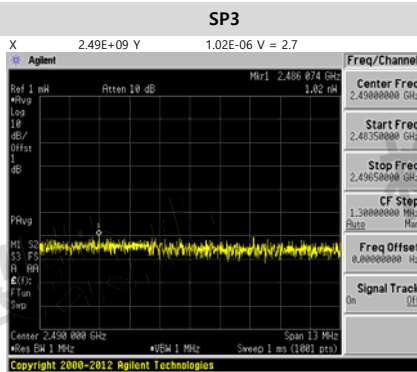 SP3
X 2.49E+09 Y 1.02E-06 V = 2.7
Agilent
Freq/Channel
Mkr1 2.486 074 GHz
Ref 1 mW Atten 10 dB 1.02 nW
#Avg
Log
10
dB/
Offst
1
dB
PAvg
1
M1 S2
S3 FS
A AA
£(f):
FTun
Swp
Center 2.490 000 GHz Span 13 MHz
#Res BW 1 MHz #VBW 1 MHz Sweep 1 ms (1001 pts)
Copyright 2000-2012 Agilent Technologies
Center Freq
2.49000000 GHz
Start Freq
2.48350000 GHz
Stop Freq
2.49650000 GHz
CF Step
1.30000000 MHz
Auto Man
Freq Offset
0.00000000 Hz
Signal Track
On Off